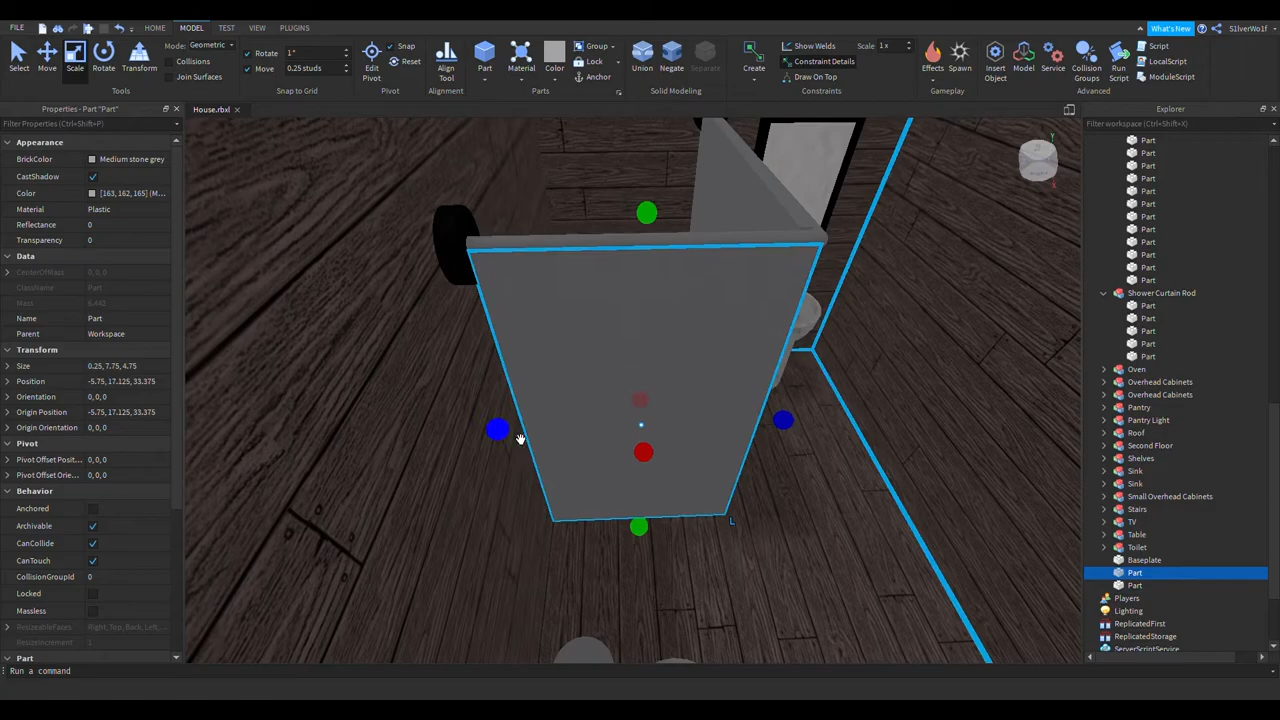 FILE HOME MODEL TEST VIEW PLUGINS What's New S1lverWo1f
Select Move Scale Rotate Transform
Mode: Geometric
Collisions
Join Surfaces
Tools
Rotate 1°
Move 0.25 studs
Snap to Grid
Edit Pivot
Snap
Reset
Pivot
Align Tool
Alignment
Part Material Color
Group
Lock
Anchor
Parts
Union Negate Separate
Solid Modeling
Create
Show Welds Scale 1 x
Constraint Details
Draw On Top
Constraints
Effects Spawn
Gameplay
Insert Object Model Service Collision Groups Run Script
Script
LocalScript
ModuleScript
Advanced
Properties - Part "Part"
Filter Properties (Ctrl+Shift+P)
Appearance
BrickColor Medium stone grey
CastShadow
Color [163, 162, 165] (M...
Material Plastic
Reflectance 0
Transparency 0
Data
CenterOfMass 0, 0, 0
ClassName Part
Mass 6.442
Name Part
Parent Workspace
Transform
Size 0.25, 7.75, 4.75
Position -5.75, 17.125, 33.375
Orientation 0, 0, 0
Origin Position -5.75, 17.125, 33.375
Origin Orientation 0, 0, 0
Pivot
Pivot Offset Posit... 0, 0, 0
Pivot Offset Orie... 0, 0, 0
Behavior
Anchored
Archivable
CanCollide
CanTouch
CollisionGroupId 0
Locked
Massless
ResizeableFaces Right, Top, Back, Left, ...
ResizeIncrement 1
Part
Run a command
House.rbxl
L
Explorer
Filter workspace (Ctrl+Shift+X)
Part
Part
Part
Part
Part
Part
Part
Part
Part
Part
Part
Part
Shower Curtain Rod
Part
Part
Part
Part
Part
Oven
Overhead Cabinets
Overhead Cabinets
Pantry
Pantry Light
Roof
Second Floor
Shelves
Sink
Sink
Small Overhead Cabinets
Stairs
TV
Table
Toilet
Baseplate
Part
Part
Players
Lighting
ReplicatedFirst
ReplicatedStorage
ServerScriptService